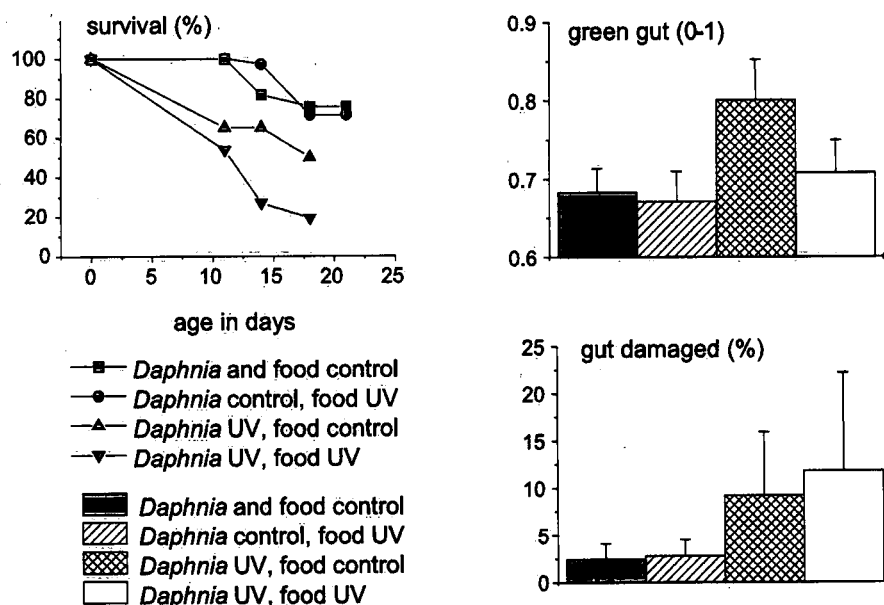 survival (%)
100
80
60
40
20
0
0 5 10 15 20 25
age in days
Daphnia and food control
Daphnia control, food UV
Daphnia UV, food control
Daphnia UV, food UV
Daphnia and food control
Daphnia control, food UV
Daphnia UV, food control
Daphnia UV, food UV
green gut (0-1)
0.9
0.8
0.7
0.6
gut damaged (%)
25
20
15
10
5
0